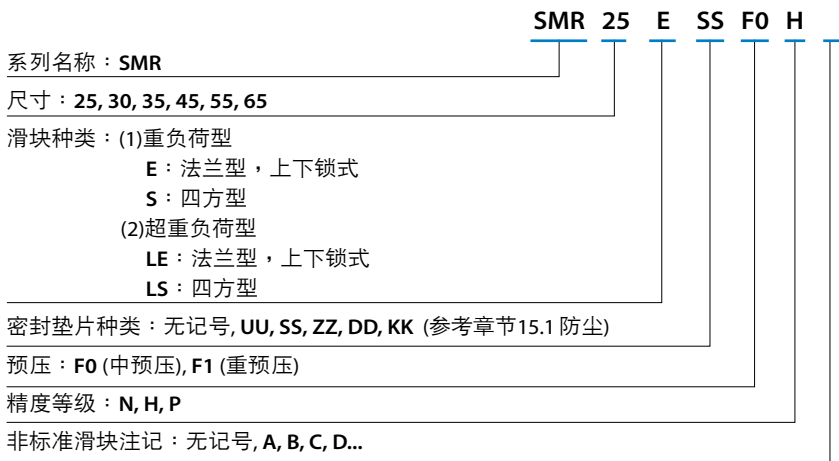 SMR 25 E SS F0 H
系列名称：SMR
尺寸：25, 30, 35, 45, 55, 65
滑块种类：(1)重负荷型
E：法兰型，上下锁式
S：四方型
(2)超重负荷型
LE：法兰型，上下锁式
LS：四方型
密封垫片种类：无记号, UU, SS, ZZ, DD, KK (参考章节15.1 防尘)
预压：F0 (中预压), F1 (重预压)
精度等级：N, H, P
非标准滑块注记：无记号, A, B, C, D...